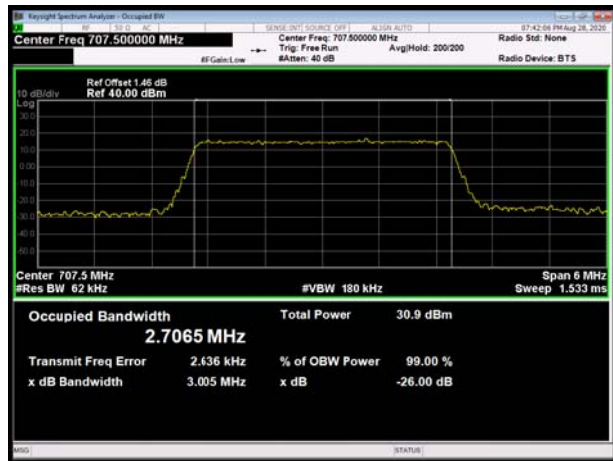 Keysight Spectrum Analyzer - Occupied BW
RF 50 Ω AC SENSE:INT SOURCE OFF ALIGN AUTO 07:42:06 PM Aug 28, 2020
Center Freq 707.500000 MHz Center Freq: 707.500000 MHz Radio Std: None
Trig: Free Run Avg|Hold: 200/200
#IFGain:Low #Atten: 40 dB Radio Device: BTS
Ref Offset 1.46 dB
10 dB/div Ref 40.00 dBm
Log
30.0
20.0
10.0
0.00
-10.0
-20.0
-30.0
-40.0
-50.0
Center 707.5 MHz Span 6 MHz
#Res BW 62 kHz #VBW 180 kHz Sweep 1.533 ms
Occupied Bandwidth Total Power 30.9 dBm
2.7065 MHz
Transmit Freq Error 2.636 kHz % of OBW Power 99.00 %
x dB Bandwidth 3.005 MHz x dB -26.00 dB
MSG STATUS